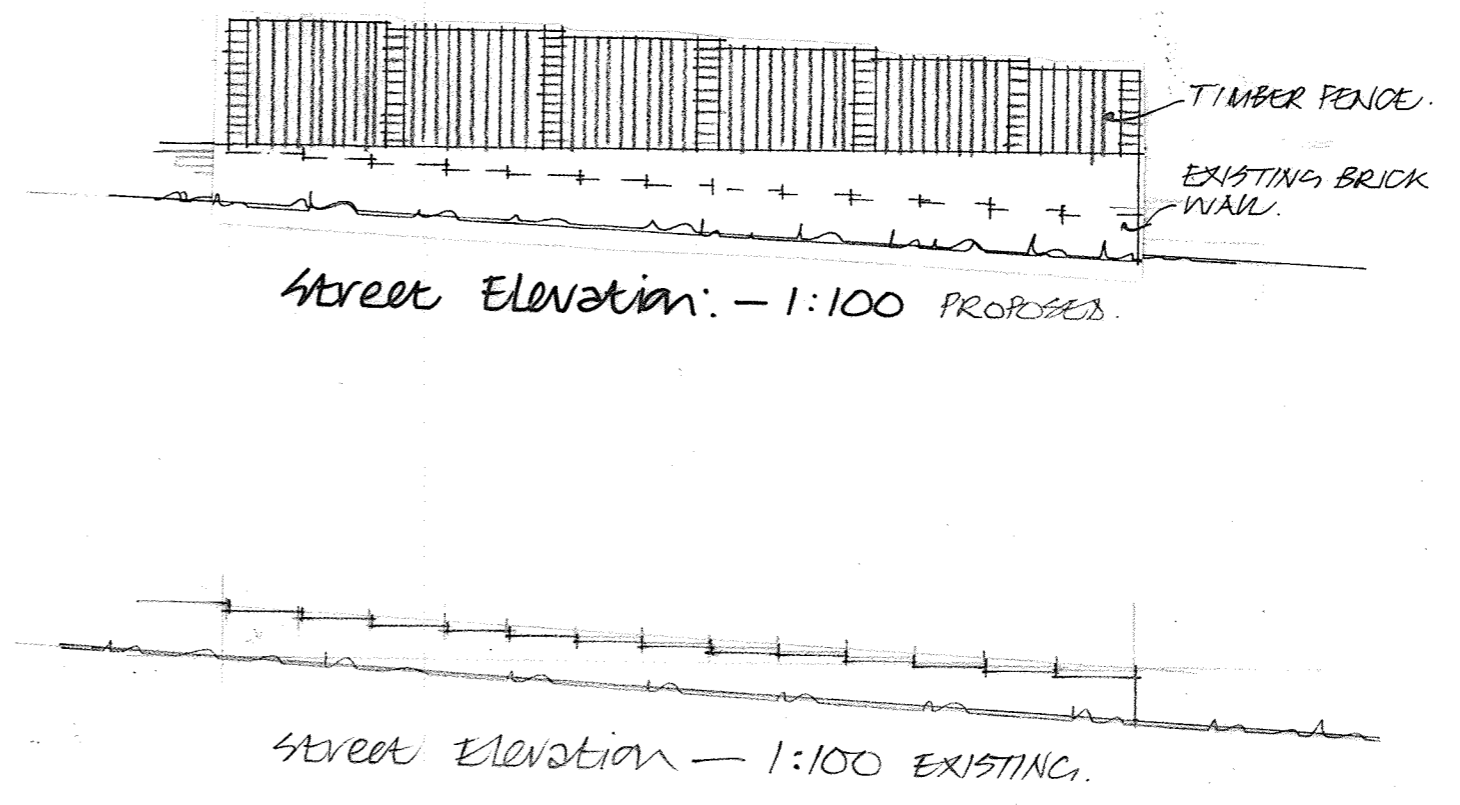 TIMBER FENCE.
EXISTING BRICK
WALL.
Street Elevation: - 1:100 PROPOSED.
Street Elevation - 1:100 EXISTING.